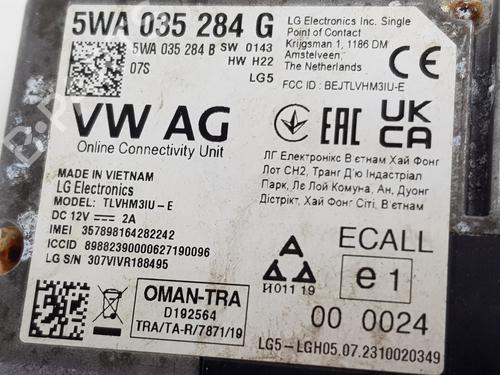 5WA 035 284 G
5WA 035 284 B SW 0143
07S HW H22
LG5
LG Electronics Inc. Single
Point of Contact
Krijgsman 1, 1186 DM
Amstelveen,
The Netherlands
FCC ID : BEJTLVHM3IU-E
CE
VW AG
Online Connectivity Unit
EAC
UK
CA
MADE IN VIETNAM
LG Electronics
MODEL: TLVHM3IU-E
DC 12V 2A
IMEI 357898164282242
ICCID 89882390000627190096
LG S/N 307VIVR188495
ЛГ Електронікс В'єтнам Хай Фонг
Лот CH2, Транг Д'ю Індастріал
Парк, Ле Лой Комуна, Ан, Дуонг
Дістрікт, Хай Фонг Сіті, В'єтнам
OMAN-TRA
D192564
TRA/TA-R/7871/19
И011 19
ECALL
e1
00 0024
LG5-LGH05.07.2310020349